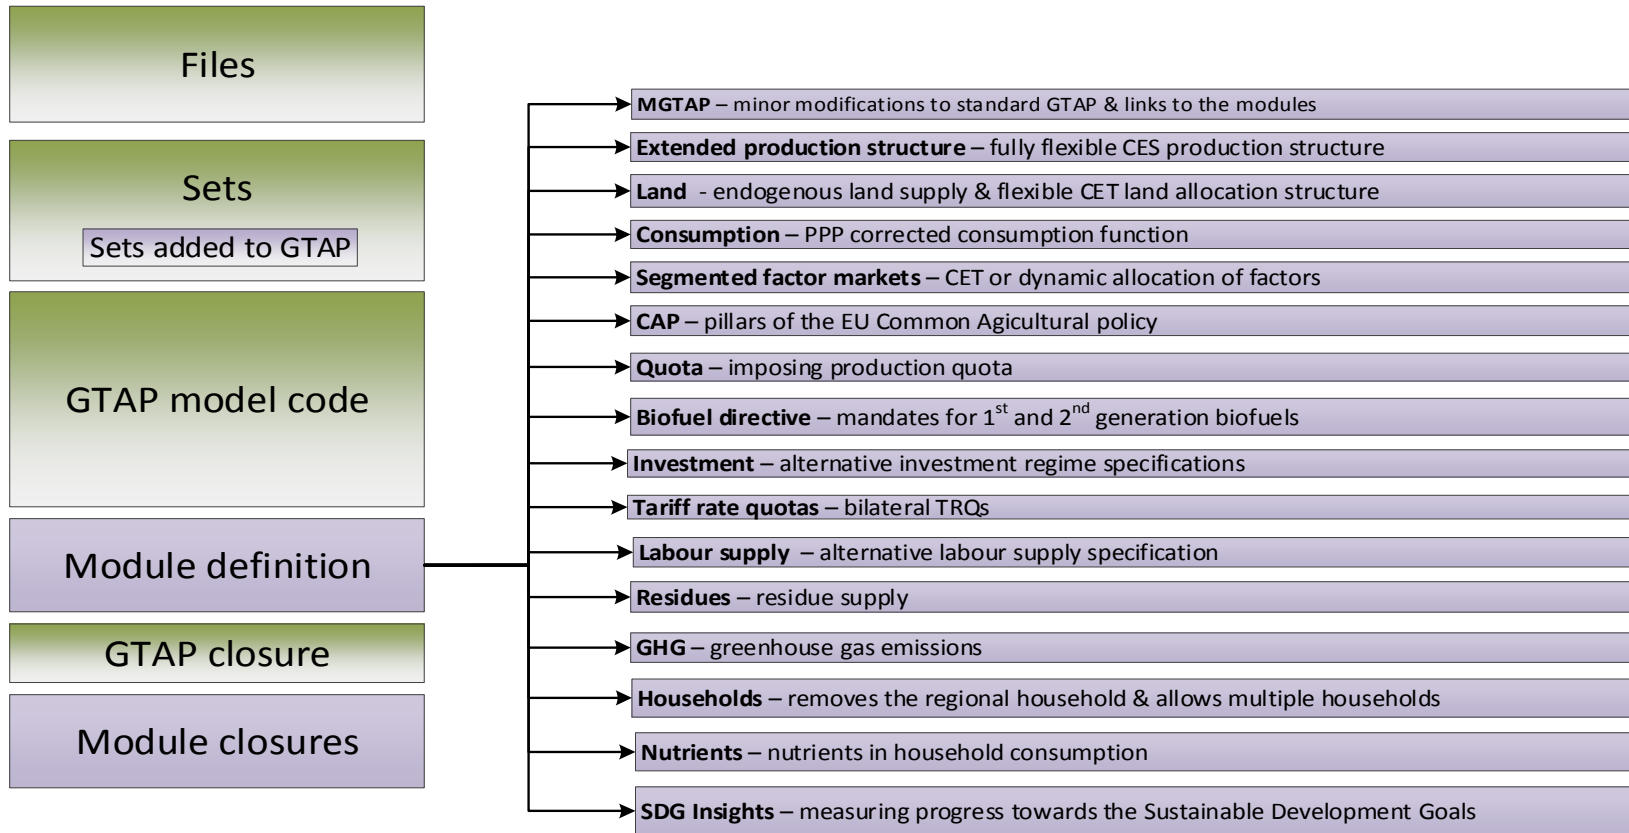 Files
Sets
Sets added to GTAP
GTAP model code
Module definition
GTAP closure
Module closures
MGTAP – minor modifications to standard GTAP & links to the modules
Extended production structure – fully flexible CES production structure
Land - endogenous land supply & flexible CET land allocation structure
Consumption – PPP corrected consumption function
Segmented factor markets – CET or dynamic allocation of factors
CAP – pillars of the EU Common Agicultural policy
Quota – imposing production quota
Biofuel directive – mandates for 1st and 2nd generation biofuels
Investment – alternative investment regime specifications
Tariff rate quotas – bilateral TRQs
Labour supply – alternative labour supply specification
Residues – residue supply
GHG – greenhouse gas emissions
Households – removes the regional household & allows multiple households
Nutrients – nutrients in household consumption
SDG Insights – measuring progress towards the Sustainable Development Goals